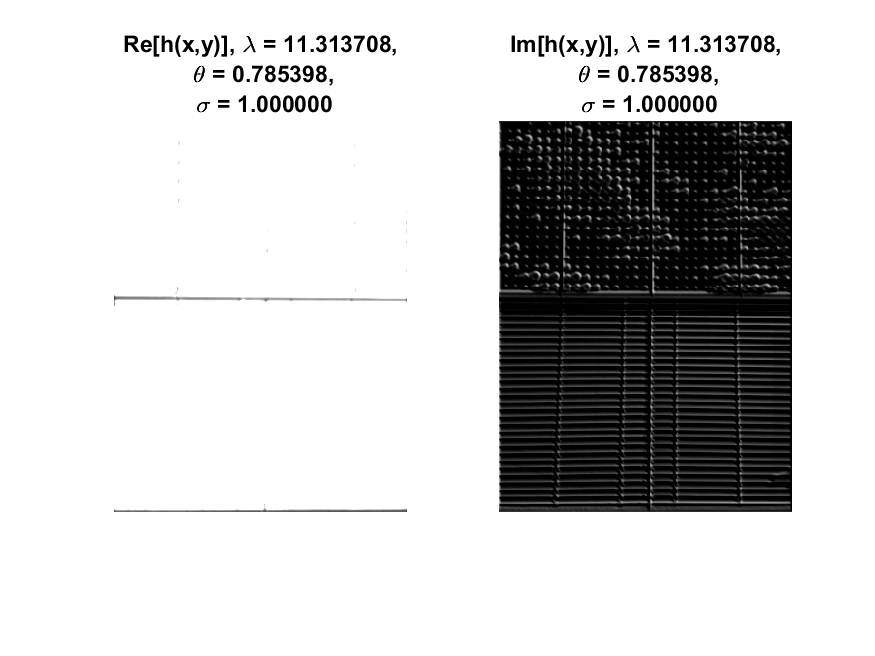 Re[h(x,y)], λ = 11.313708,
θ = 0.785398,
σ = 1.000000
Im[h(x,y)], λ = 11.313708,
θ = 0.785398,
σ = 1.000000